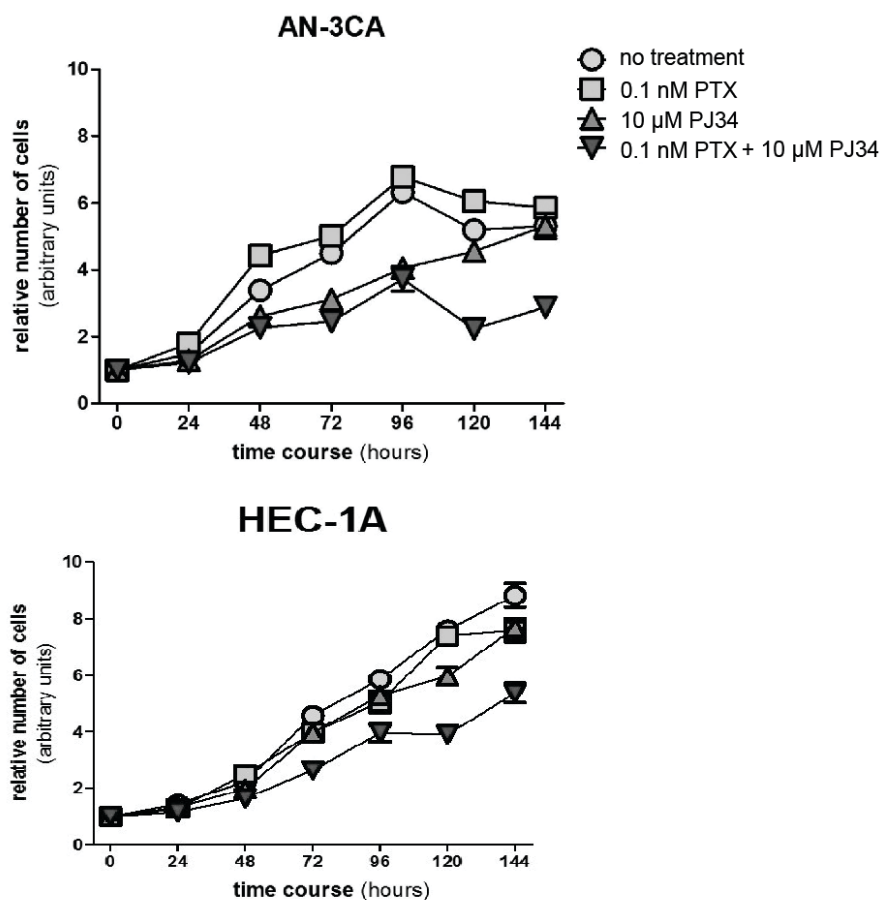 AN-3CA
no treatment
0.1 nM PTX
10 µM PJ34
0.1 nM PTX + 10 µM PJ34
relative number of cells
(arbitrary units)
10
8
6
4
2
0
0 24 48 72 96 120 144
time course (hours)
HEC-1A
relative number of cells
(arbitrary units)
10
8
6
4
2
0
0 24 48 72 96 120 144
time course (hours)